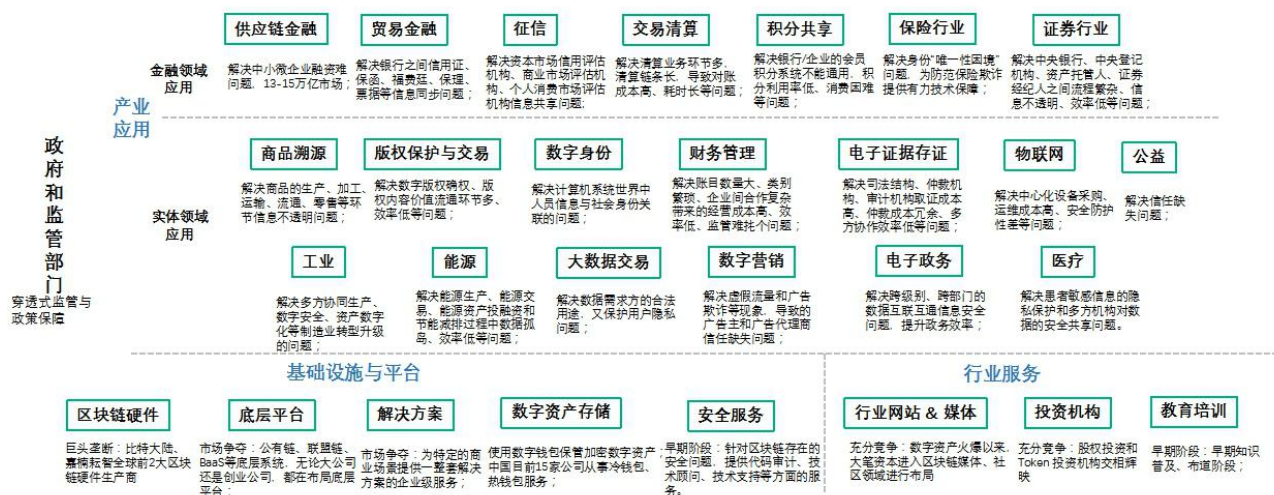 供应链金融
贸易金融
征信
交易清算
积分共享
保险行业
证券行业
金融领域
应用
解决中小微企业融资难
问题，13-15万亿市场；
解决银行之间信用证、
保函、福费廷、保理、
票据等信息同步问题；
解决资本市场信用评估
机构、商业市场评估机
构、个人消费市场评估
机构信息共享问题;
解决清算业务环节多、
清算链条长，导致对账
成本高、耗时长等问题；
解决银行/企业的会员
积分系统不能通用，积
分利用率低、消费困难
等问题；
解决身份“唯一性困境”
问题，为防范保险欺诈
提供有力技术保障；
解决中央银行、中央登记
机构、资产托管人、证券
经纪人之间流程繁杂、信
息不透明、效率低等问题；
产业
应用
政府和监管部门
穿透式监管与
政策保障
商品溯源
版权保护与交易
数字身份
财务管理
电子证据存证
物联网
公益
实体领域
应用
解决商品的生产、加工、
运输、流通、零售等环
节信息不透明问题；
解决数字版权确权、版
权内容价值流通环节多、
效率低等问题；
解决计算机系统世界中
人员信息与社会身份
关联的问题；
解决账目数量大、类别
繁琐、企业间合作复杂
带来的经营成本高、效
率低、监管难托个问题；
解决司法结构、仲裁机
构、审计机构取证成本
高、仲裁成本冗余、多
方协作效率低等问题；
解决中心化设备采购、
运维成本高、安全防护
性差等问题；
解决信任缺
失问题；
工业
能源
大数据交易
数字营销
电子政务
医疗
解决多方协同生产、
数字安全、资产数字
化等制造业转型升级
的问题；
解决能源生产、能源交
易、能源资产投融资和
节能减排过程中数据孤
岛、效率低等问题；
解决数据需求方的合法
用途，又保护用户隐私
问题；
解决虚假流量和广告
欺诈等现象，导致的
广告主和广告代理商
信任缺失问题；
解决跨级别、跨部门的
数据互联互通信息安全
问题，提升政务效率；
解决患者敏感信息的隐
私保护和多方机构对数据
的安全共享问题。
基础设施与平台
行业服务
区块链硬件
底层平台
解决方案
数字资产存储
安全服务
行业网站 & 媒体
投资机构
教育培训
巨头垄断：比特大陆、
嘉楠耘智全球前2大区块
链硬件生产商
市场争夺：公有链、联盟链、
BaaS等底层系统，无论大公司
还是创业公司，都在布局底层
平台；
市场争夺：为特定的商
业场景提供一整套解决
方案的企业级服务；
使用数字钱包保管加密数字资产；
中国目前15家公司从事冷钱包、
热钱包服务；
早期阶段：针对区块链存在的
安全问题，提供代码审计、技
术顾问、技术支持等方面的服
务。
充分竞争：数字资产火爆以来，
大笔资本进入区块链媒体、社
区领域进行布局
充分竞争：股权投资和
Token 投资机构交相辉
映
早期阶段：早期知识
普及、布道阶段；